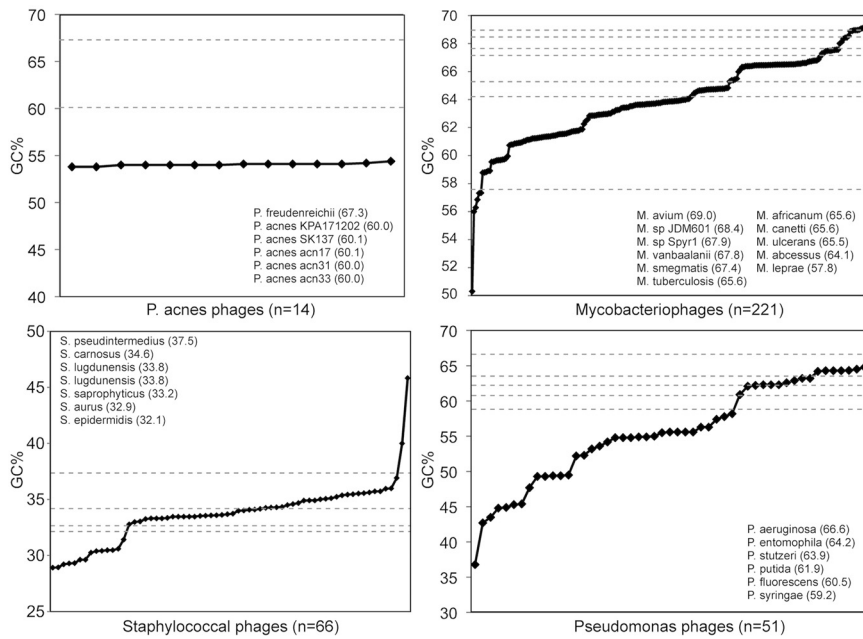 GC%
70
65
60
55
50
45
40
P. freudenreichii (67.3)
P. acnes KPA171202 (60.0)
P. acnes SK137 (60.1)
P. acnes acn17 (60.1)
P. acnes acn31 (60.0)
P. acnes acn33 (60.0)
P. acnes phages (n=14)
GC%
70
68
66
64
62
60
58
56
54
52
50
M. avium (69.0)
M. sp JDM601 (68.4)
M. sp Spyr1 (67.9)
M. vanbaalanii (67.8)
M. smegmatis (67.4)
M. tuberculosis (65.6)
M. africanum (65.6)
M. canetti (65.6)
M. ulcerans (65.5)
M. abcessus (64.1)
M. leprae (57.8)
Mycobacteriophages (n=221)
GC%
50
45
40
35
30
25
S. pseudintermedius (37.5)
S. carnosus (34.6)
S. lugdunensis (33.8)
S. lugdunensis (33.8)
S. saprophyticus (33.2)
S. aurus (32.9)
S. epidermidis (32.1)
Staphylococcal phages (n=66)
GC%
70
65
60
55
50
45
40
35
30
P. aeruginosa (66.6)
P. entomophila (64.2)
P. stutzeri (63.9)
P. putida (61.9)
P. fluorescens (60.5)
P. syringae (59.2)
Pseudomonas phages (n=51)